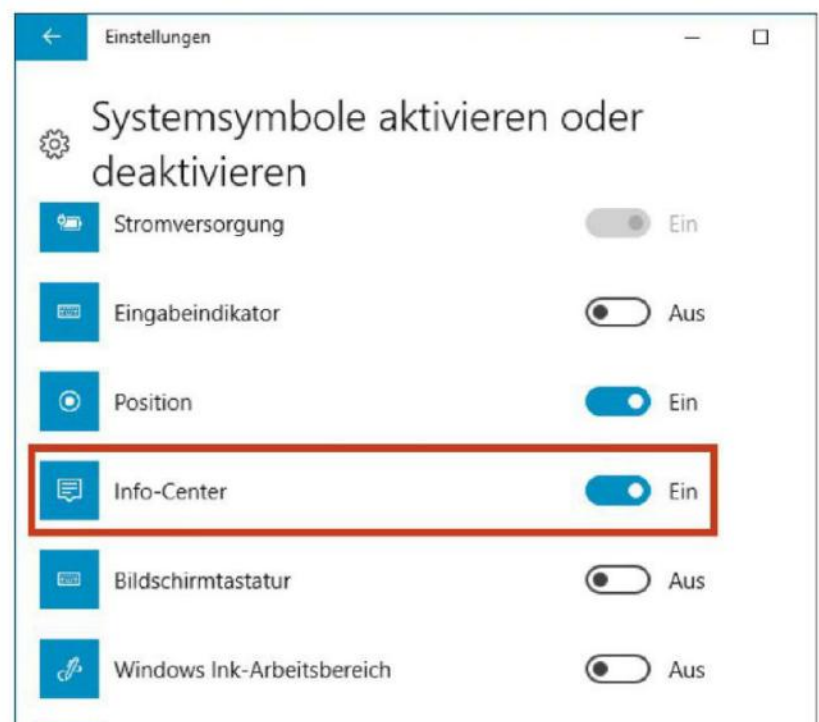 Einstellungen
Systemsymbole aktivieren oder
deaktivieren
Stromversorgung Ein
Eingabeindikator Aus
Position Ein
Info-Center Ein
Bildschirmtastatur Aus
Windows Ink-Arbeitsbereich Aus